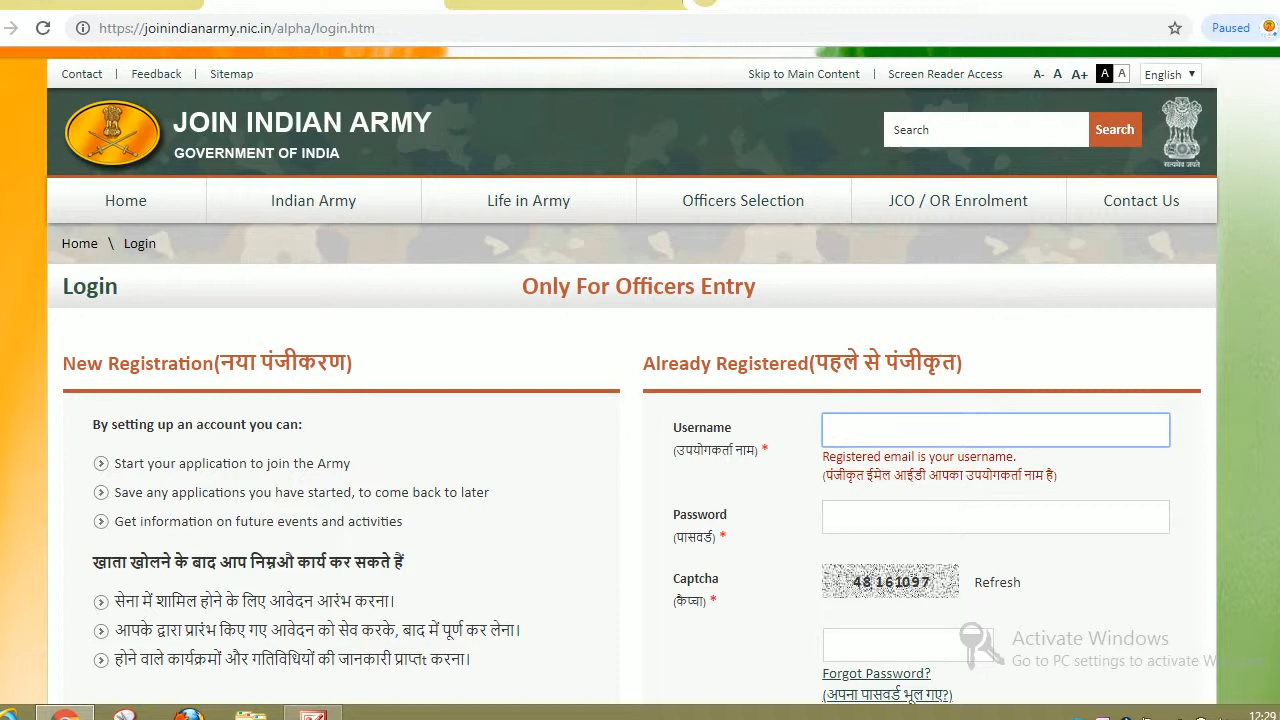 https://joinindianarmy.nic.in/alpha/login.htm
Paused
Contact | Feedback | Sitemap
Skip to Main Content | Screen Reader Access A- A A+ A A English
JOIN INDIAN ARMY
GOVERNMENT OF INDIA
Search Search
सत्यमेव जयते
Home Indian Army Life in Army Officers Selection JCO / OR Enrolment Contact Us
Home \ Login
Login Only For Officers Entry
New Registration(नया पंजीकरण)
By setting up an account you can:
Start your application to join the Army
Save any applications you have started, to come back to later
Get information on future events and activities
खाता खोलने के बाद आप निम्नऔ कार्य कर सकते हैं
सेना में शामिल होने के लिए आवेदन आरंभ करना।
आपके द्वारा प्रारंभ किए गए आवेदन को सेव करके, बाद में पूर्ण कर लेना।
होने वाले कार्यक्रमों और गतिविधियों की जानकारी प्राप्तt करना।
Already Registered(पहले से पंजीकृत)
Username
(उपयोगकर्ता नाम) *
Registered email is your username.
(पंजीकृत ईमेल आईडी आपका उपयोगकर्ता नाम है)
Password
(पासवर्ड) *
Captcha
(कैप्चा) *
48161097 Refresh
Forgot Password?
(अपना पासवर्ड भूल गए?)
Activate Windows
Go to PC settings to activate W
12:29